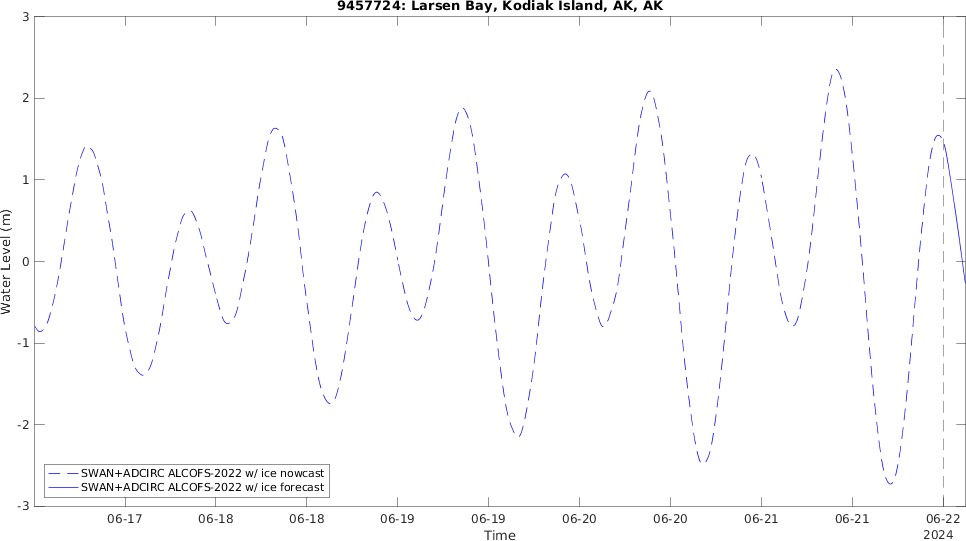 9457724: Larsen Bay, Kodiak Island, AK, AK
3
2
1
0
-1
-2
-3
Water Level (m)
SWAN+ADCIRC ALCOFS-2022 w/ ice nowcast
SWAN+ADCIRC ALCOFS-2022 w/ ice forecast
06-17 06-18 06-18 06-19 06-19 06-20 06-20 06-21 06-21 06-22
2024
Time